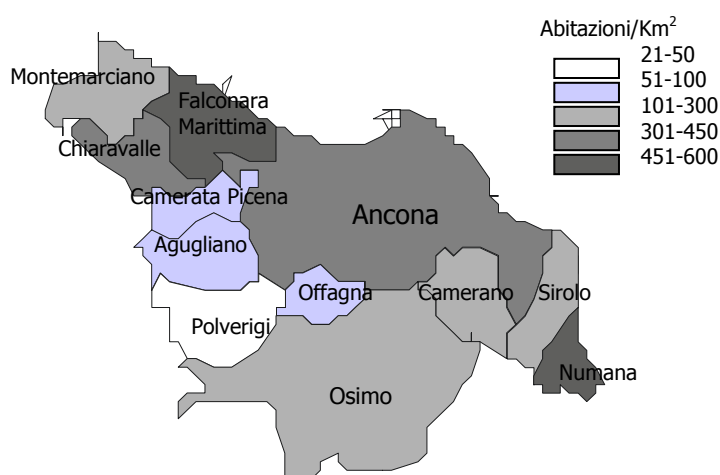 Abitazioni/Km²
21-50
51-100
101-300
301-450
451-600
Montemarciano
Falconara
Marittima
Chiaravalle
Camerata Picena
Ancona
Agugliano
Offagna
Camerano
Sirolo
Polverigi
Numana
Osimo